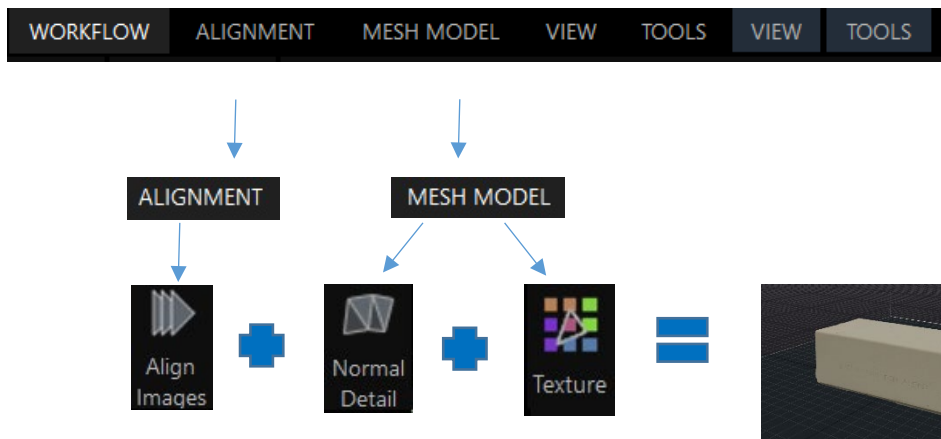 WORKFLOW ALIGNMENT MESH MODEL VIEW TOOLS VIEW TOOLS
ALIGNMENT MESH MODEL
Align Normal Texture
Images Detail